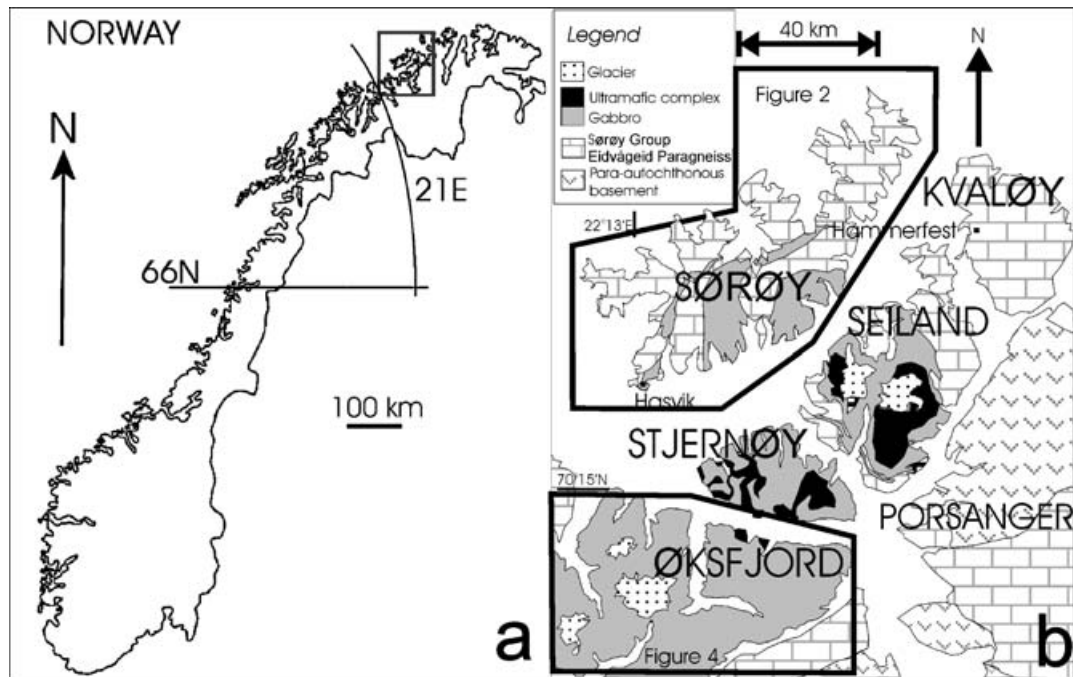 NORWAY
N
21E
66N
100 km
a
Legend
Glacier
Ultramafic complex
Gabbro
Sørøy Group
Eidvågeid Paragneiss
Para-autochthonous
basement
40 km
N
Figure 2
22°13'E
KVALØY
Hammerfest
SØRØY
SEILAND
Hasvik
STJERNØY
70°15'N
PORSANGER
ØKSFJORD
Figure 4
b